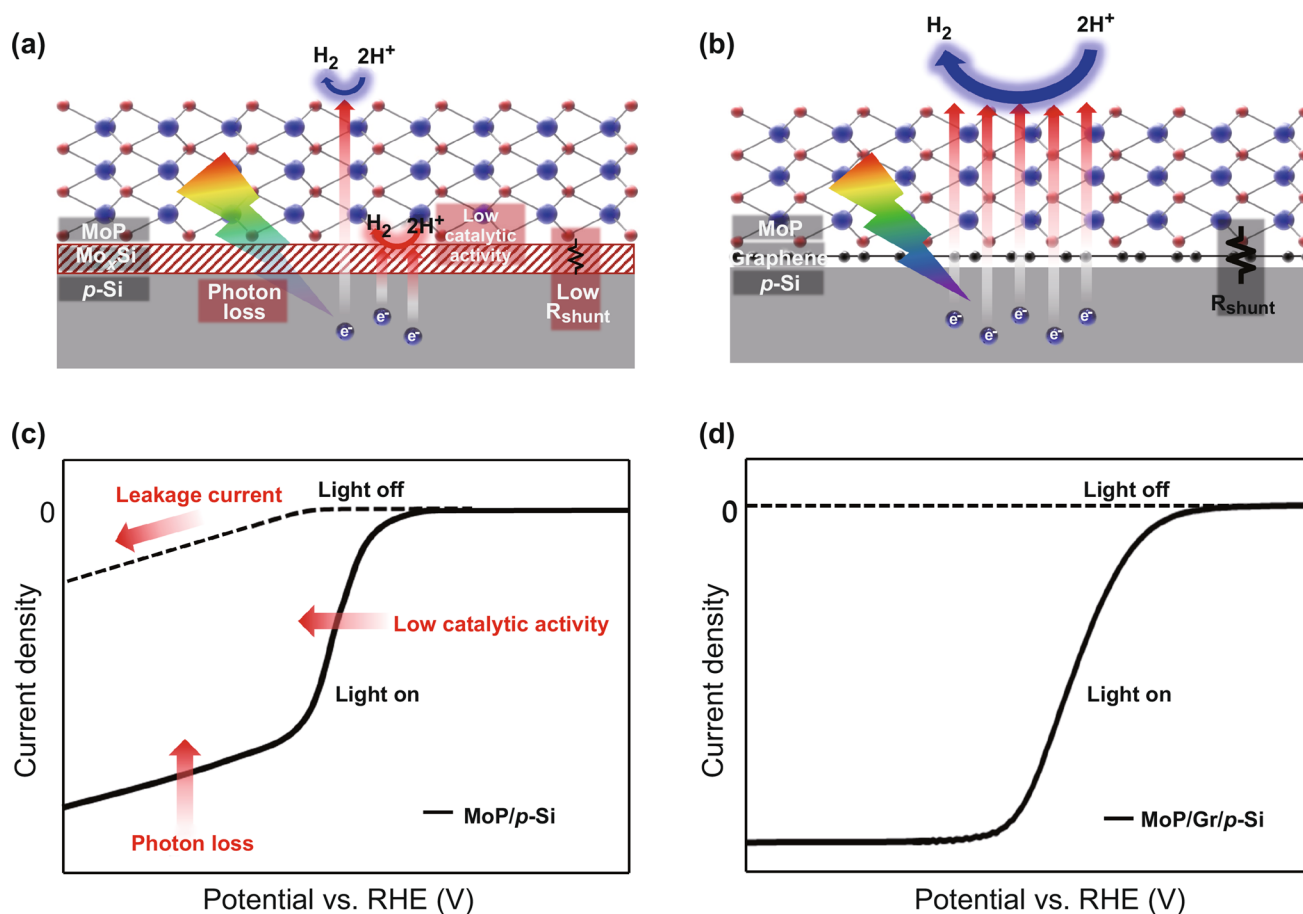 (a)
H₂ 2H⁺
MoP
MoₓSi
p-Si
Photon
loss
H₂ 2H⁺
Low
catalytic
activity
Low
Rshunt
e⁻
e⁻
e⁻
(b)
H₂ 2H⁺
MoP
Graphene
p-Si
Rshunt
e⁻
e⁻
e⁻
e⁻
e⁻
(c)
Leakage current
Light off
0
Low catalytic activity
Light on
Photon loss
MoP/p-Si
Current density
Potential vs. RHE (V)
(d)
Light off
0
Light on
MoP/Gr/p-Si
Current density
Potential vs. RHE (V)